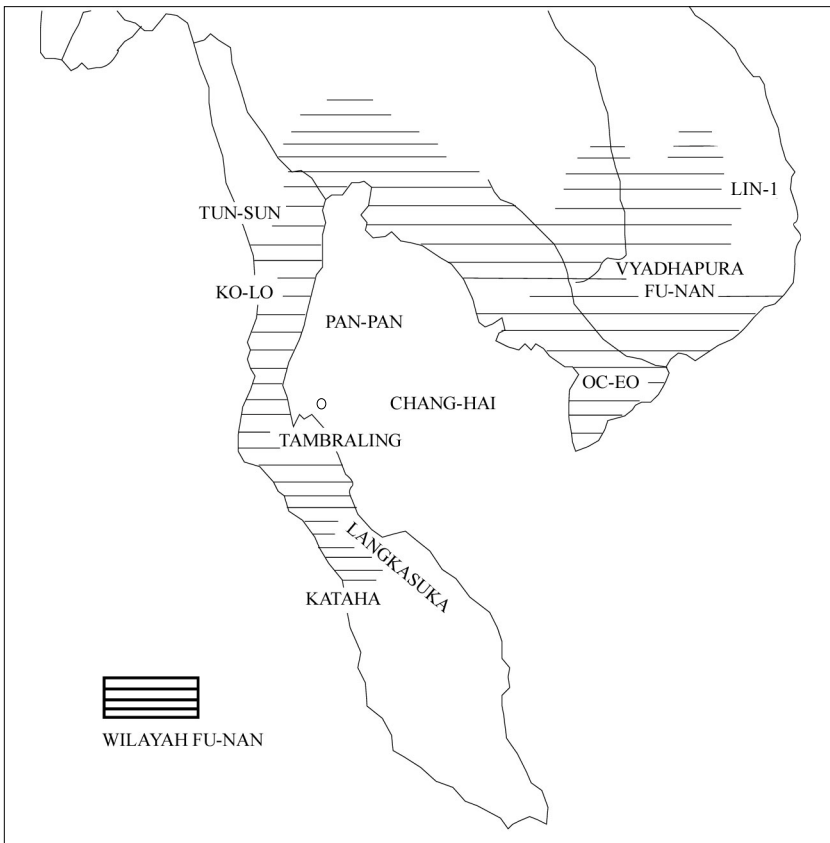 LIN-1
TUN-SUN
VYADHAPURA
FU-NAN
KO-LO
PAN-PAN
OC-EO
CHANG-HAI
TAMBRALING
LANGKASUKA
KATAHA
WILAYAH FU-NAN